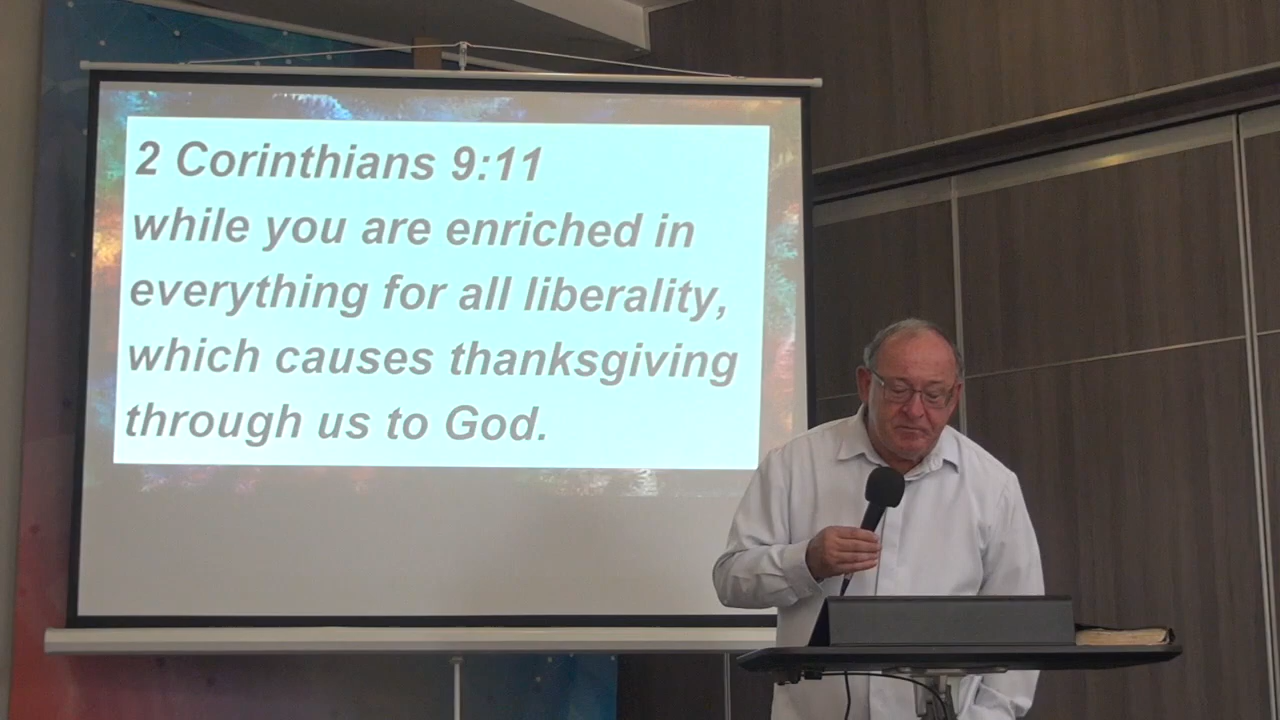 2 Corinthians 9:11
while you are enriched in
everything for all liberality,
which causes thanksgiving
through us to God.